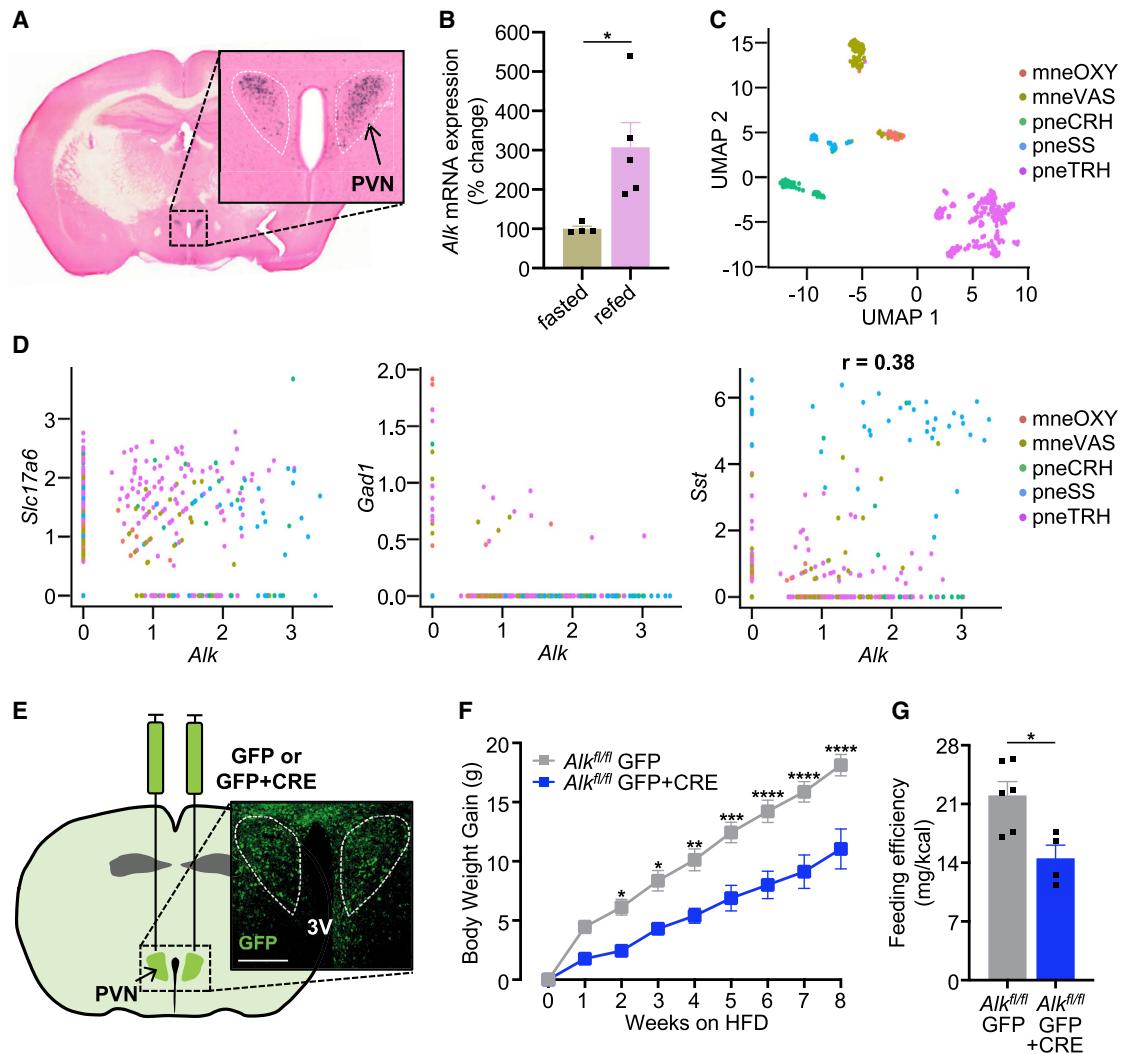 A
PVN
B
Alk mRNA expression
(% change)
600
500
400
300
200
100
0
*
fasted
refed
C
UMAP 2
15
10
5
0
-5
-10
-10
-5
0
5
10
UMAP 1
mneOXY
mneVAS
pneCRH
pneSS
pneTRH
D
Slc17a6
3
2
1
0
0
1
2
3
Alk
Gad1
2.0
1.5
1.0
0.5
0.0
0
1
2
3
Alk
r = 0.38
Sst
6
4
2
0
0
1
2
3
Alk
mneOXY
mneVAS
pneCRH
pneSS
pneTRH
E
GFP or
GFP+CRE
3V
GFP
PVN
F
Body Weight Gain (g)
20
15
10
5
0
Alkfl/fl GFP
Alkfl/fl GFP+CRE
*
*
**
***
****
****
****
0
1
2
3
4
5
6
7
8
Weeks on HFD
G
Feeding efficiency
(mg/kcal)
28
21
14
7
0
*
Alkfl/fl
GFP
Alkfl/fl
GFP
+CRE